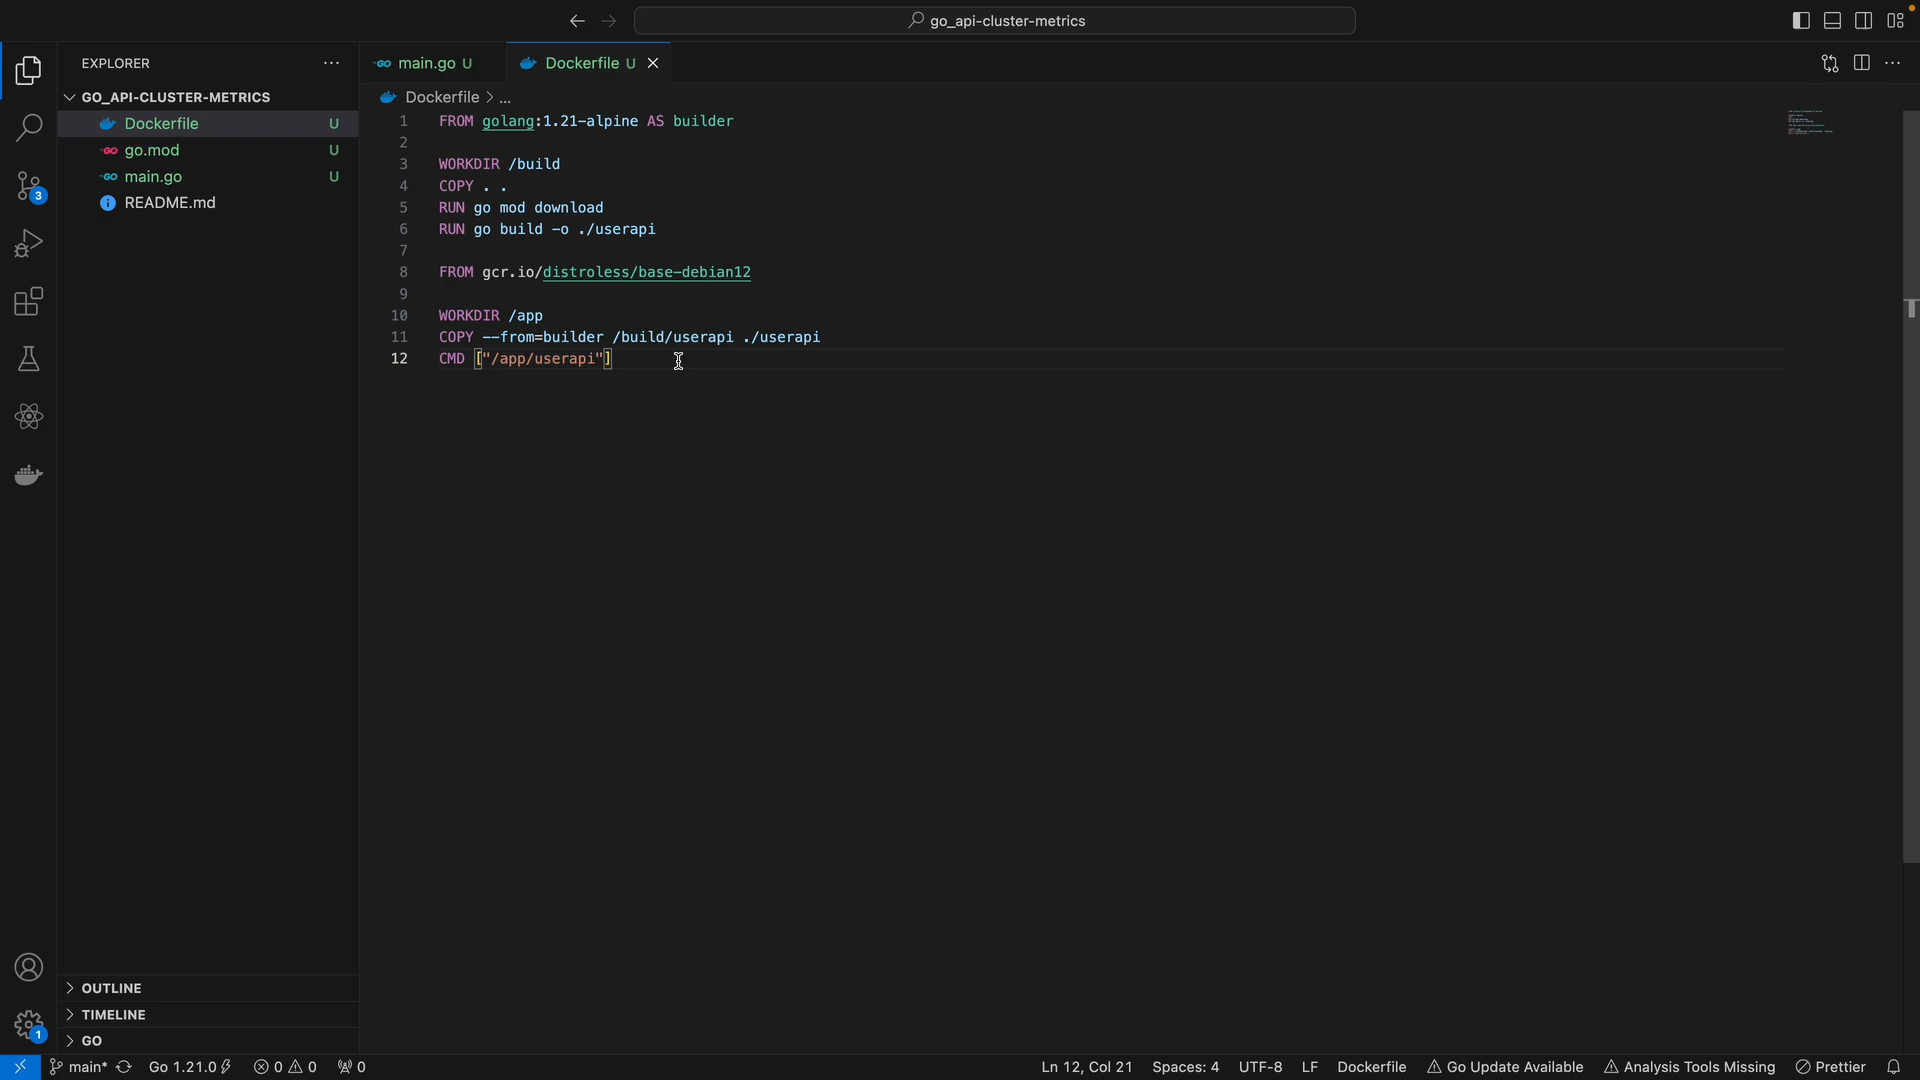 go_api-cluster-metrics
EXPLORER
GO_API-CLUSTER-METRICS
Dockerfile U
go.mod U
main.go U
README.md
3
main.go U
Dockerfile U
Dockerfile > ...
1 FROM golang:1.21-alpine AS builder
2
3 WORKDIR /build
4 COPY . .
5 RUN go mod download
6 RUN go build -o ./userapi
7
8 FROM gcr.io/distroless/base-debian12
9
10 WORKDIR /app
11 COPY --from=builder /build/userapi ./userapi
12 CMD ["/app/userapi"]
OUTLINE
TIMELINE
GO
1
main* Go 1.21.0 0 0 0
Ln 12, Col 21 Spaces: 4 UTF-8 LF Dockerfile Go Update Available Analysis Tools Missing Prettier